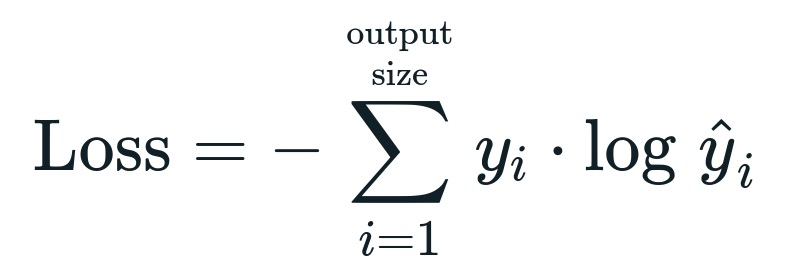 output
size
Loss = − ∑ yᵢ · log ŷᵢ
i=1